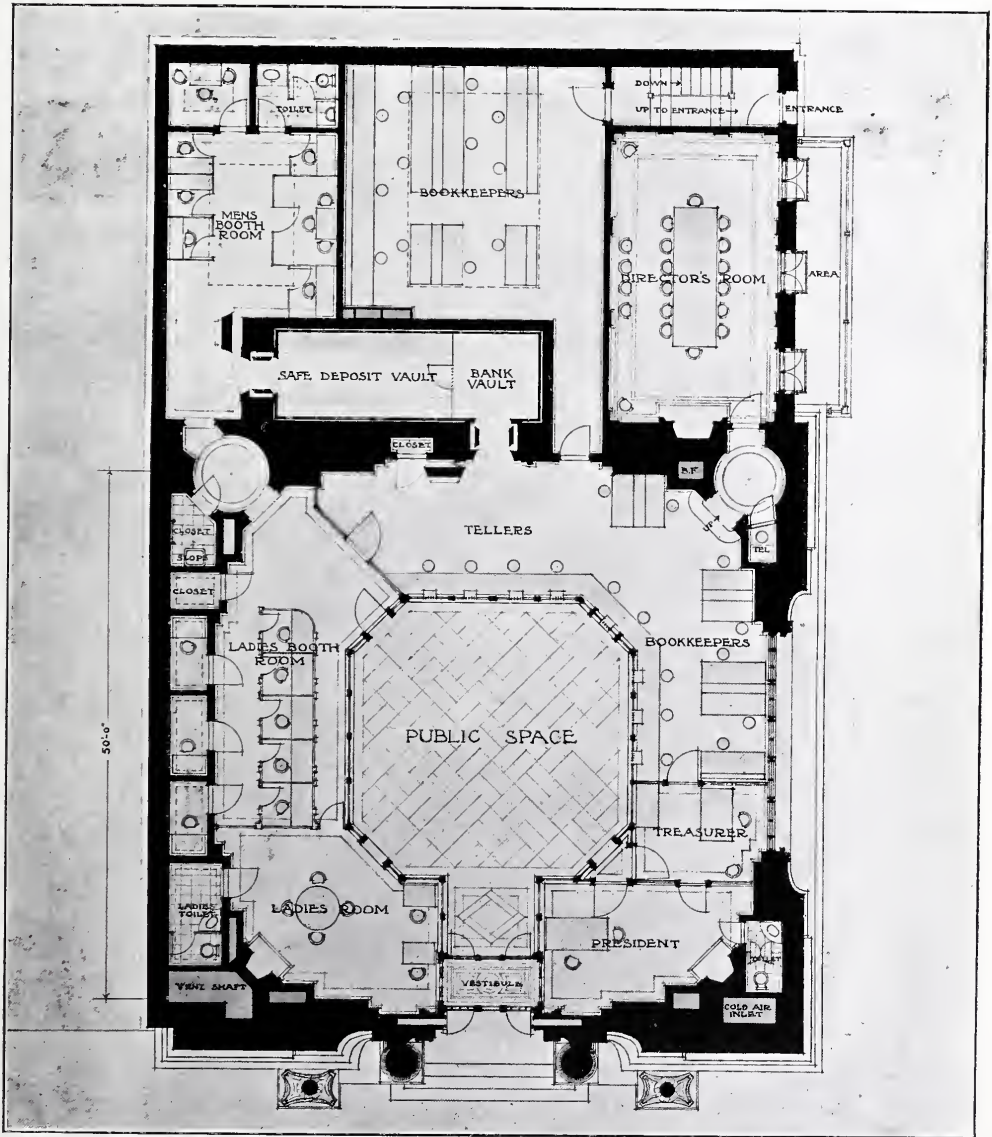 DOWN
UP TO ENTRANCE
ENTRANCE
TOILET
BOOKKEEPERS
MENS
BOOTH
ROOM
DIRECTOR'S ROOM
AREA
SAFE DEPOSIT VAULT
BANK
VAULT
CLOSET
B.F.
UP
TEL
TELLERS
CLOSET
SLOPS
CLOSET
LADIES BOOTH
ROOM
BOOKKEEPERS
PUBLIC SPACE
50'-0"
TREASURER
LADIES
TOILET
LADIES ROOM
PRESIDENT
TOILET
VENT SHAFT
VESTIBULE
COLD AIR
INLET